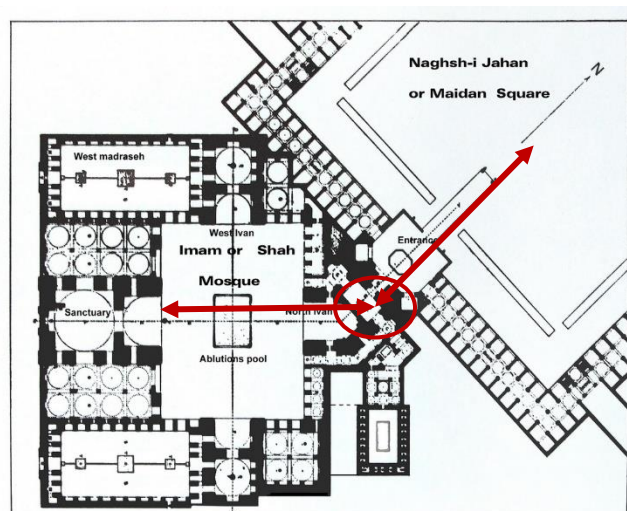 Naghsh-i Jahan
or Maidan Square
N
West madraseh
West Ivan
Entrance
Imam or Shah
Mosque
Sanctuary
North Ivan
Ablutions pool